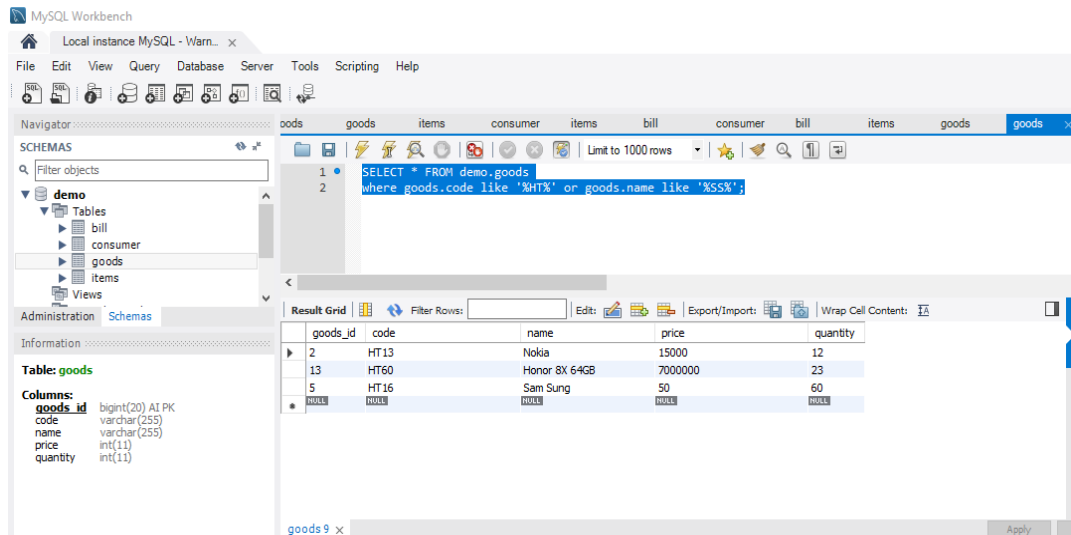 MySQL Workbench
Local instance MySQL - Warn... ×
File Edit View Query Database Server Tools Scripting Help
Navigator
oods goods items consumer items bill consumer bill items goods goods ×
SCHEMAS
Limit to 1000 rows
Filter objects
1 SELECT * FROM demo.goods
2 where goods.code like '%HT%' or goods.name like '%SS%';
demo
Tables
bill
consumer
goods
items
Views
Administration Schemas
Result Grid Filter Rows: Edit: Export/Import: Wrap Cell Content:
Information
goods_id code name price quantity
2 HT13 Nokia 15000 12
13 HT60 Honor 8X 64GB 7000000 23
5 HT16 Sam Sung 50 60
NULL NULL NULL NULL NULL
Table: goods
Columns:
goods_id bigint(20) AI PK
code varchar(255)
name varchar(255)
price int(11)
quantity int(11)
goods 9 ×
Apply